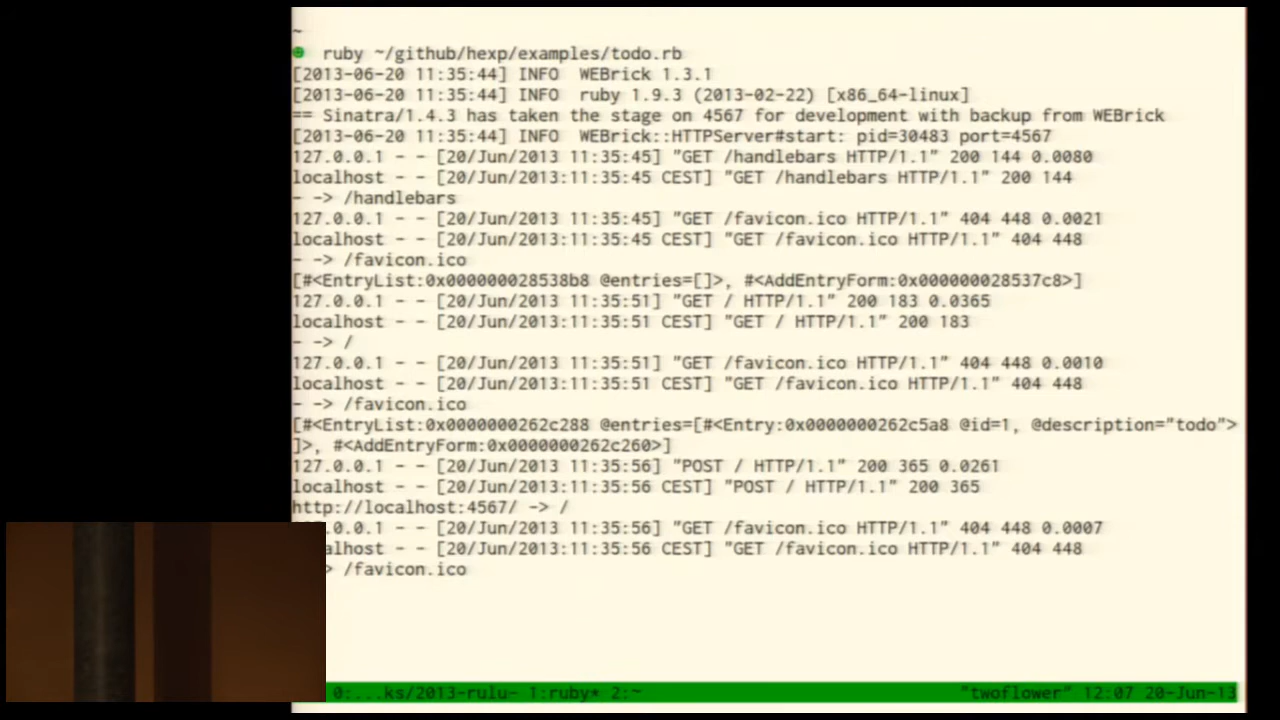 ~
ruby ~/github/hexp/examples/todo.rb
[2013-06-20 11:35:44] INFO  WEBrick 1.3.1
[2013-06-20 11:35:44] INFO  ruby 1.9.3 (2013-02-22) [x86_64-linux]
== Sinatra/1.4.3 has taken the stage on 4567 for development with backup from WEBrick
[2013-06-20 11:35:44] INFO  WEBrick::HTTPServer#start: pid=30483 port=4567
127.0.0.1 - - [20/Jun/2013 11:35:45] "GET /handlebars HTTP/1.1" 200 144 0.0080
localhost - - [20/Jun/2013:11:35:45 CEST] "GET /handlebars HTTP/1.1" 200 144
- -> /handlebars
127.0.0.1 - - [20/Jun/2013 11:35:45] "GET /favicon.ico HTTP/1.1" 404 448 0.0021
localhost - - [20/Jun/2013:11:35:45 CEST] "GET /favicon.ico HTTP/1.1" 404 448
- -> /favicon.ico
[#<EntryList:0x000000028538b8 @entries=[]>, #<AddEntryForm:0x000000028537c8>]
127.0.0.1 - - [20/Jun/2013 11:35:51] "GET / HTTP/1.1" 200 183 0.0365
localhost - - [20/Jun/2013:11:35:51 CEST] "GET / HTTP/1.1" 200 183
- -> /
127.0.0.1 - - [20/Jun/2013 11:35:51] "GET /favicon.ico HTTP/1.1" 404 448 0.0010
localhost - - [20/Jun/2013:11:35:51 CEST] "GET /favicon.ico HTTP/1.1" 404 448
- -> /favicon.ico
[#<EntryList:0x0000000262c288 @entries=[#<Entry:0x0000000262c5a8 @id=1, @description="todo">
]>, #<AddEntryForm:0x0000000262c260>]
127.0.0.1 - - [20/Jun/2013 11:35:56] "POST / HTTP/1.1" 200 365 0.0261
localhost - - [20/Jun/2013:11:35:56 CEST] "POST / HTTP/1.1" 200 365
http://localhost:4567/ -> /
.0.0.1 - - [20/Jun/2013 11:35:56] "GET /favicon.ico HTTP/1.1" 404 448 0.0007
alhost - - [20/Jun/2013:11:35:56 CEST] "GET /favicon.ico HTTP/1.1" 404 448
> /favicon.ico
0:...ks/2013-rulu- 1:ruby* 2:~ "twoflower" 12:07 20-Jun-13